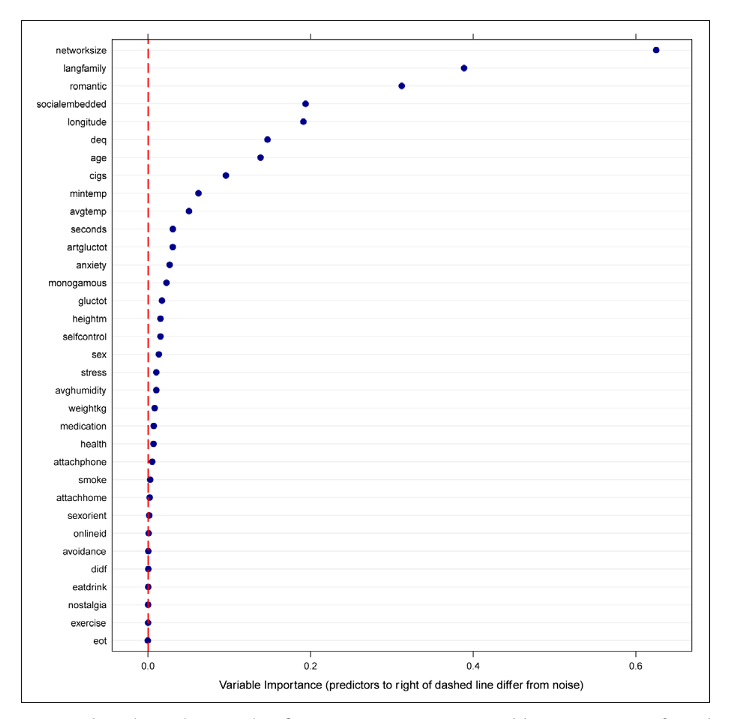 networksize
langfamily
romantic
socialembedded
longitude
deq
age
cigs
mintemp
avgtemp
seconds
artgluctot
anxiety
monogamous
gluctot
heightm
selfcontrol
sex
stress
avghumidity
weightkg
medication
health
attachphone
smoke
attachhome
sexorient
onlineid
avoidance
didf
eatdrink
nostalgia
exercise
eot
0.0 0.2 0.4 0.6
Variable Importance (predictors to right of dashed line differ from noise)